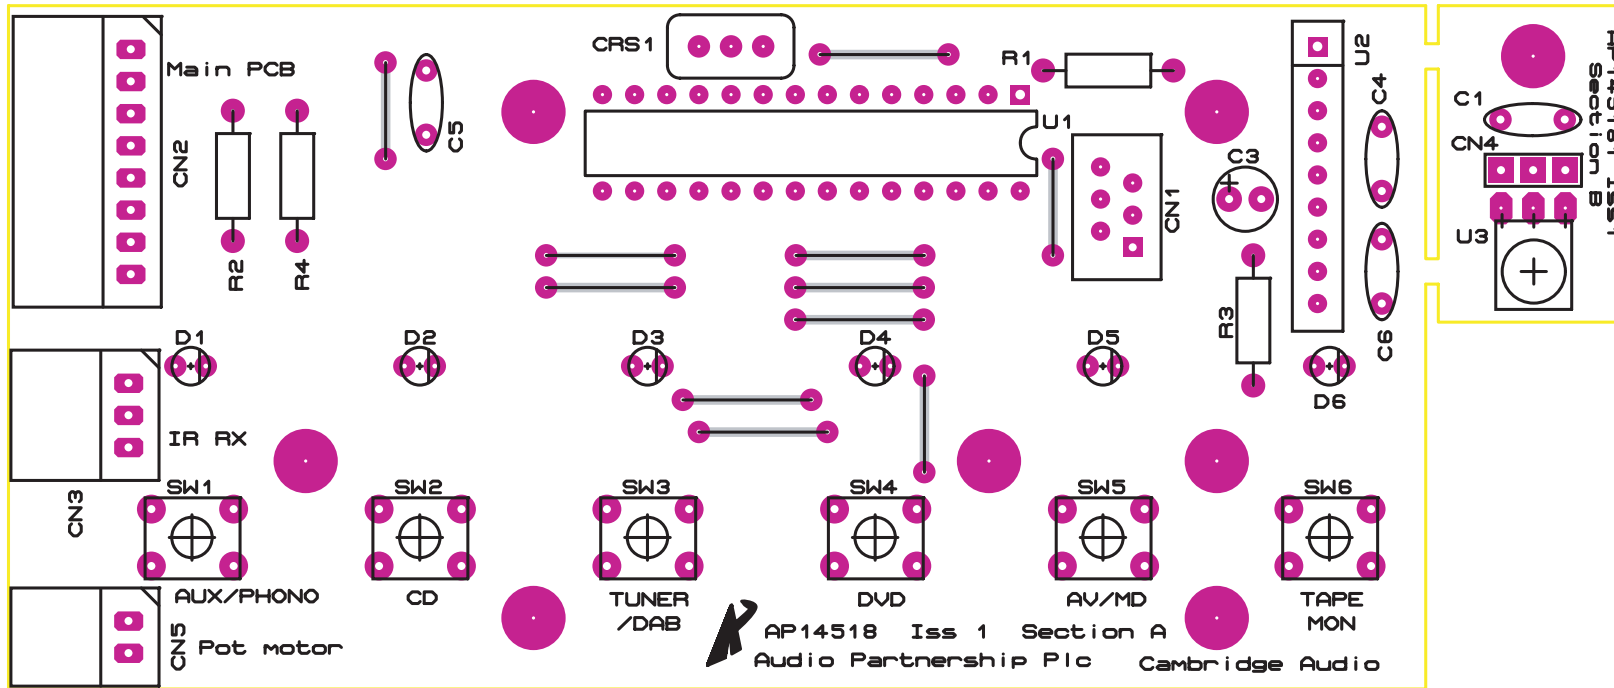 CRS1
R1
U2
Main PCB
C4
C1
Section B
C5
U1
CN4
CN2
C3
CN1
U3
R2
R4
R3
C6
D1
D2
D3
D4
D5
D6
IR RX
CN3
SW1
SW2
SW3
SW4
SW5
SW6
AUX/PHONO
CD
TUNER
/DAB
DVD
AV/MD
TAPE
MON
CN5
Pot motor
AP14518 Iss 1 Section A
Audio Partnership Plc
Cambridge Audio